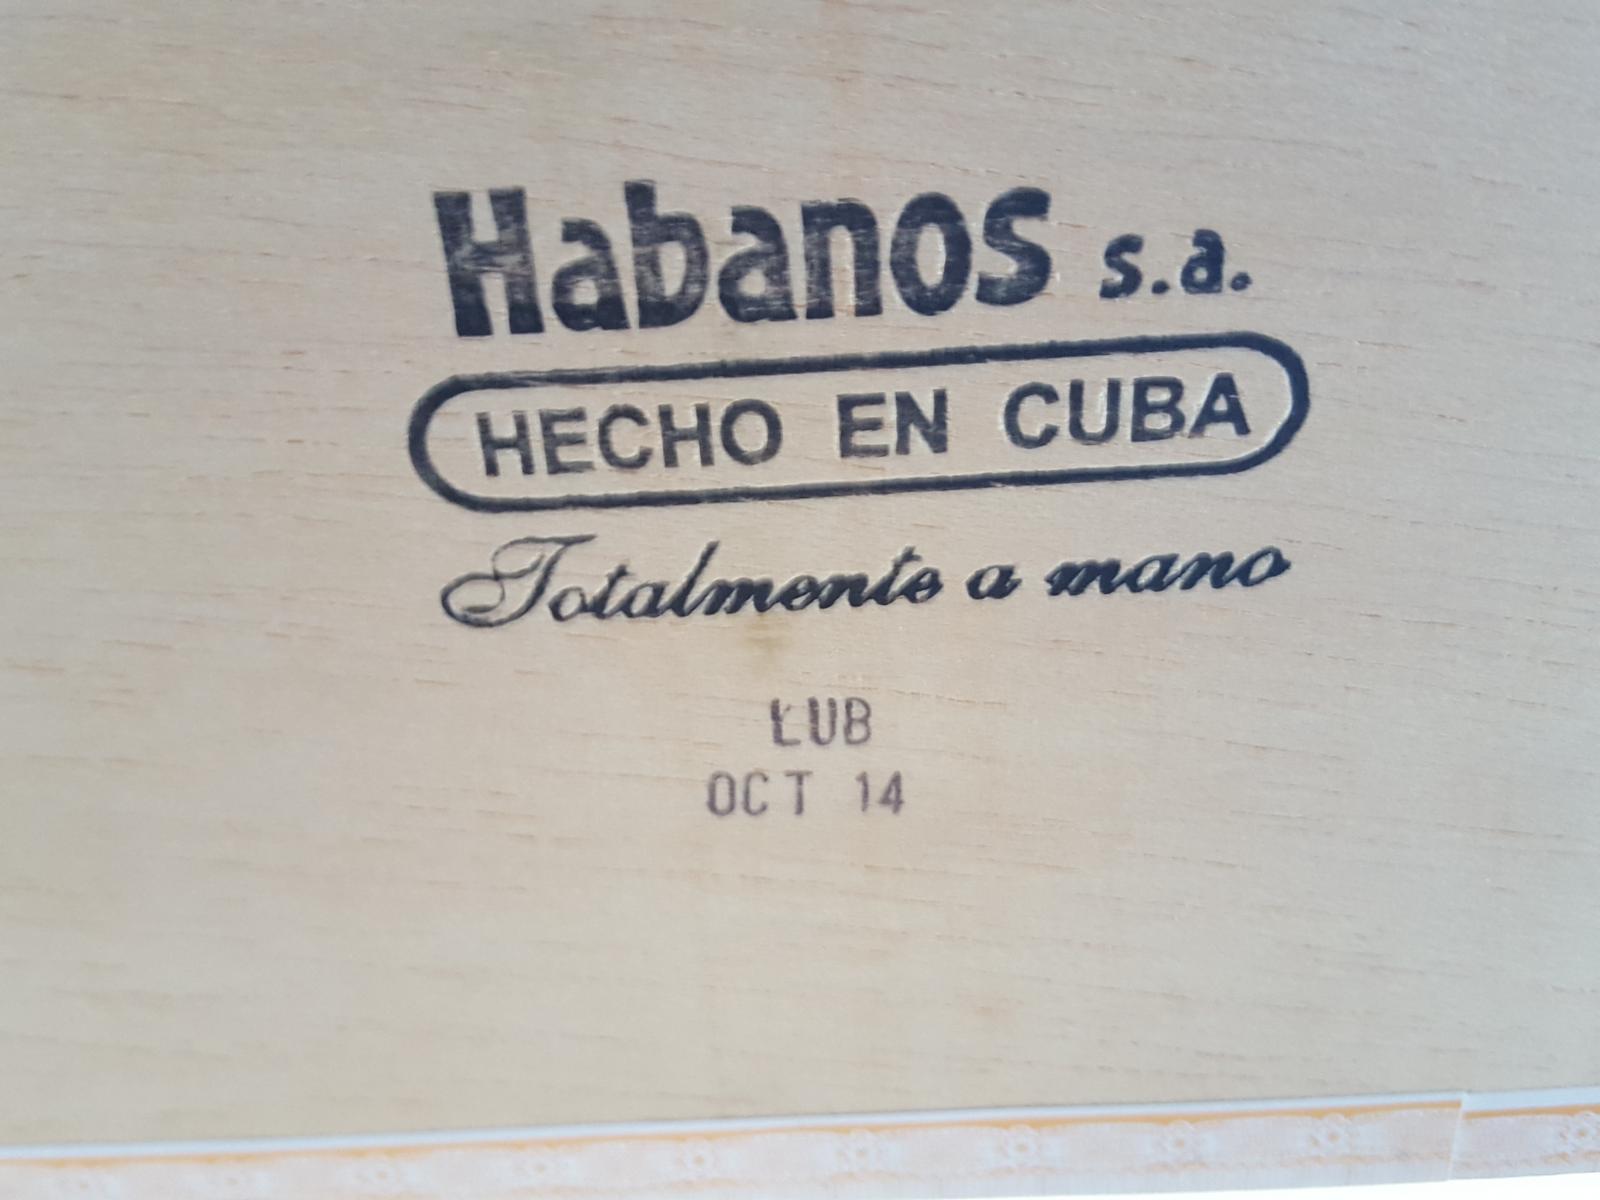 Habanos s.a.
HECHO EN CUBA
Totalmente a mano
LUB
OCT 14